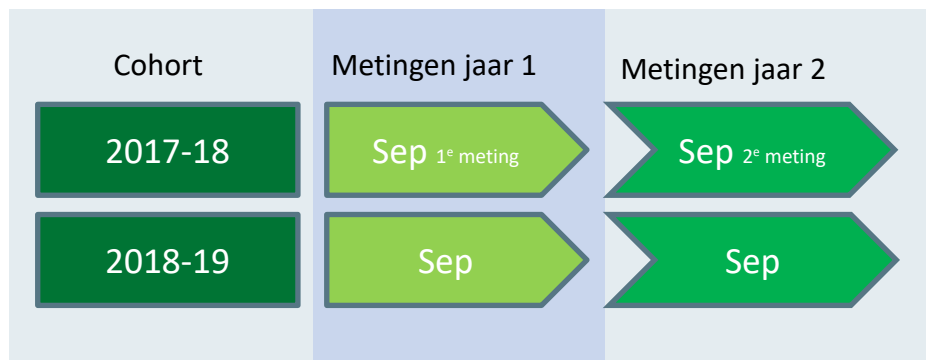 Cohort Metingen jaar 1 Metingen jaar 2
2017-18 Sep 1e meting Sep 2e meting
2018-19 Sep Sep